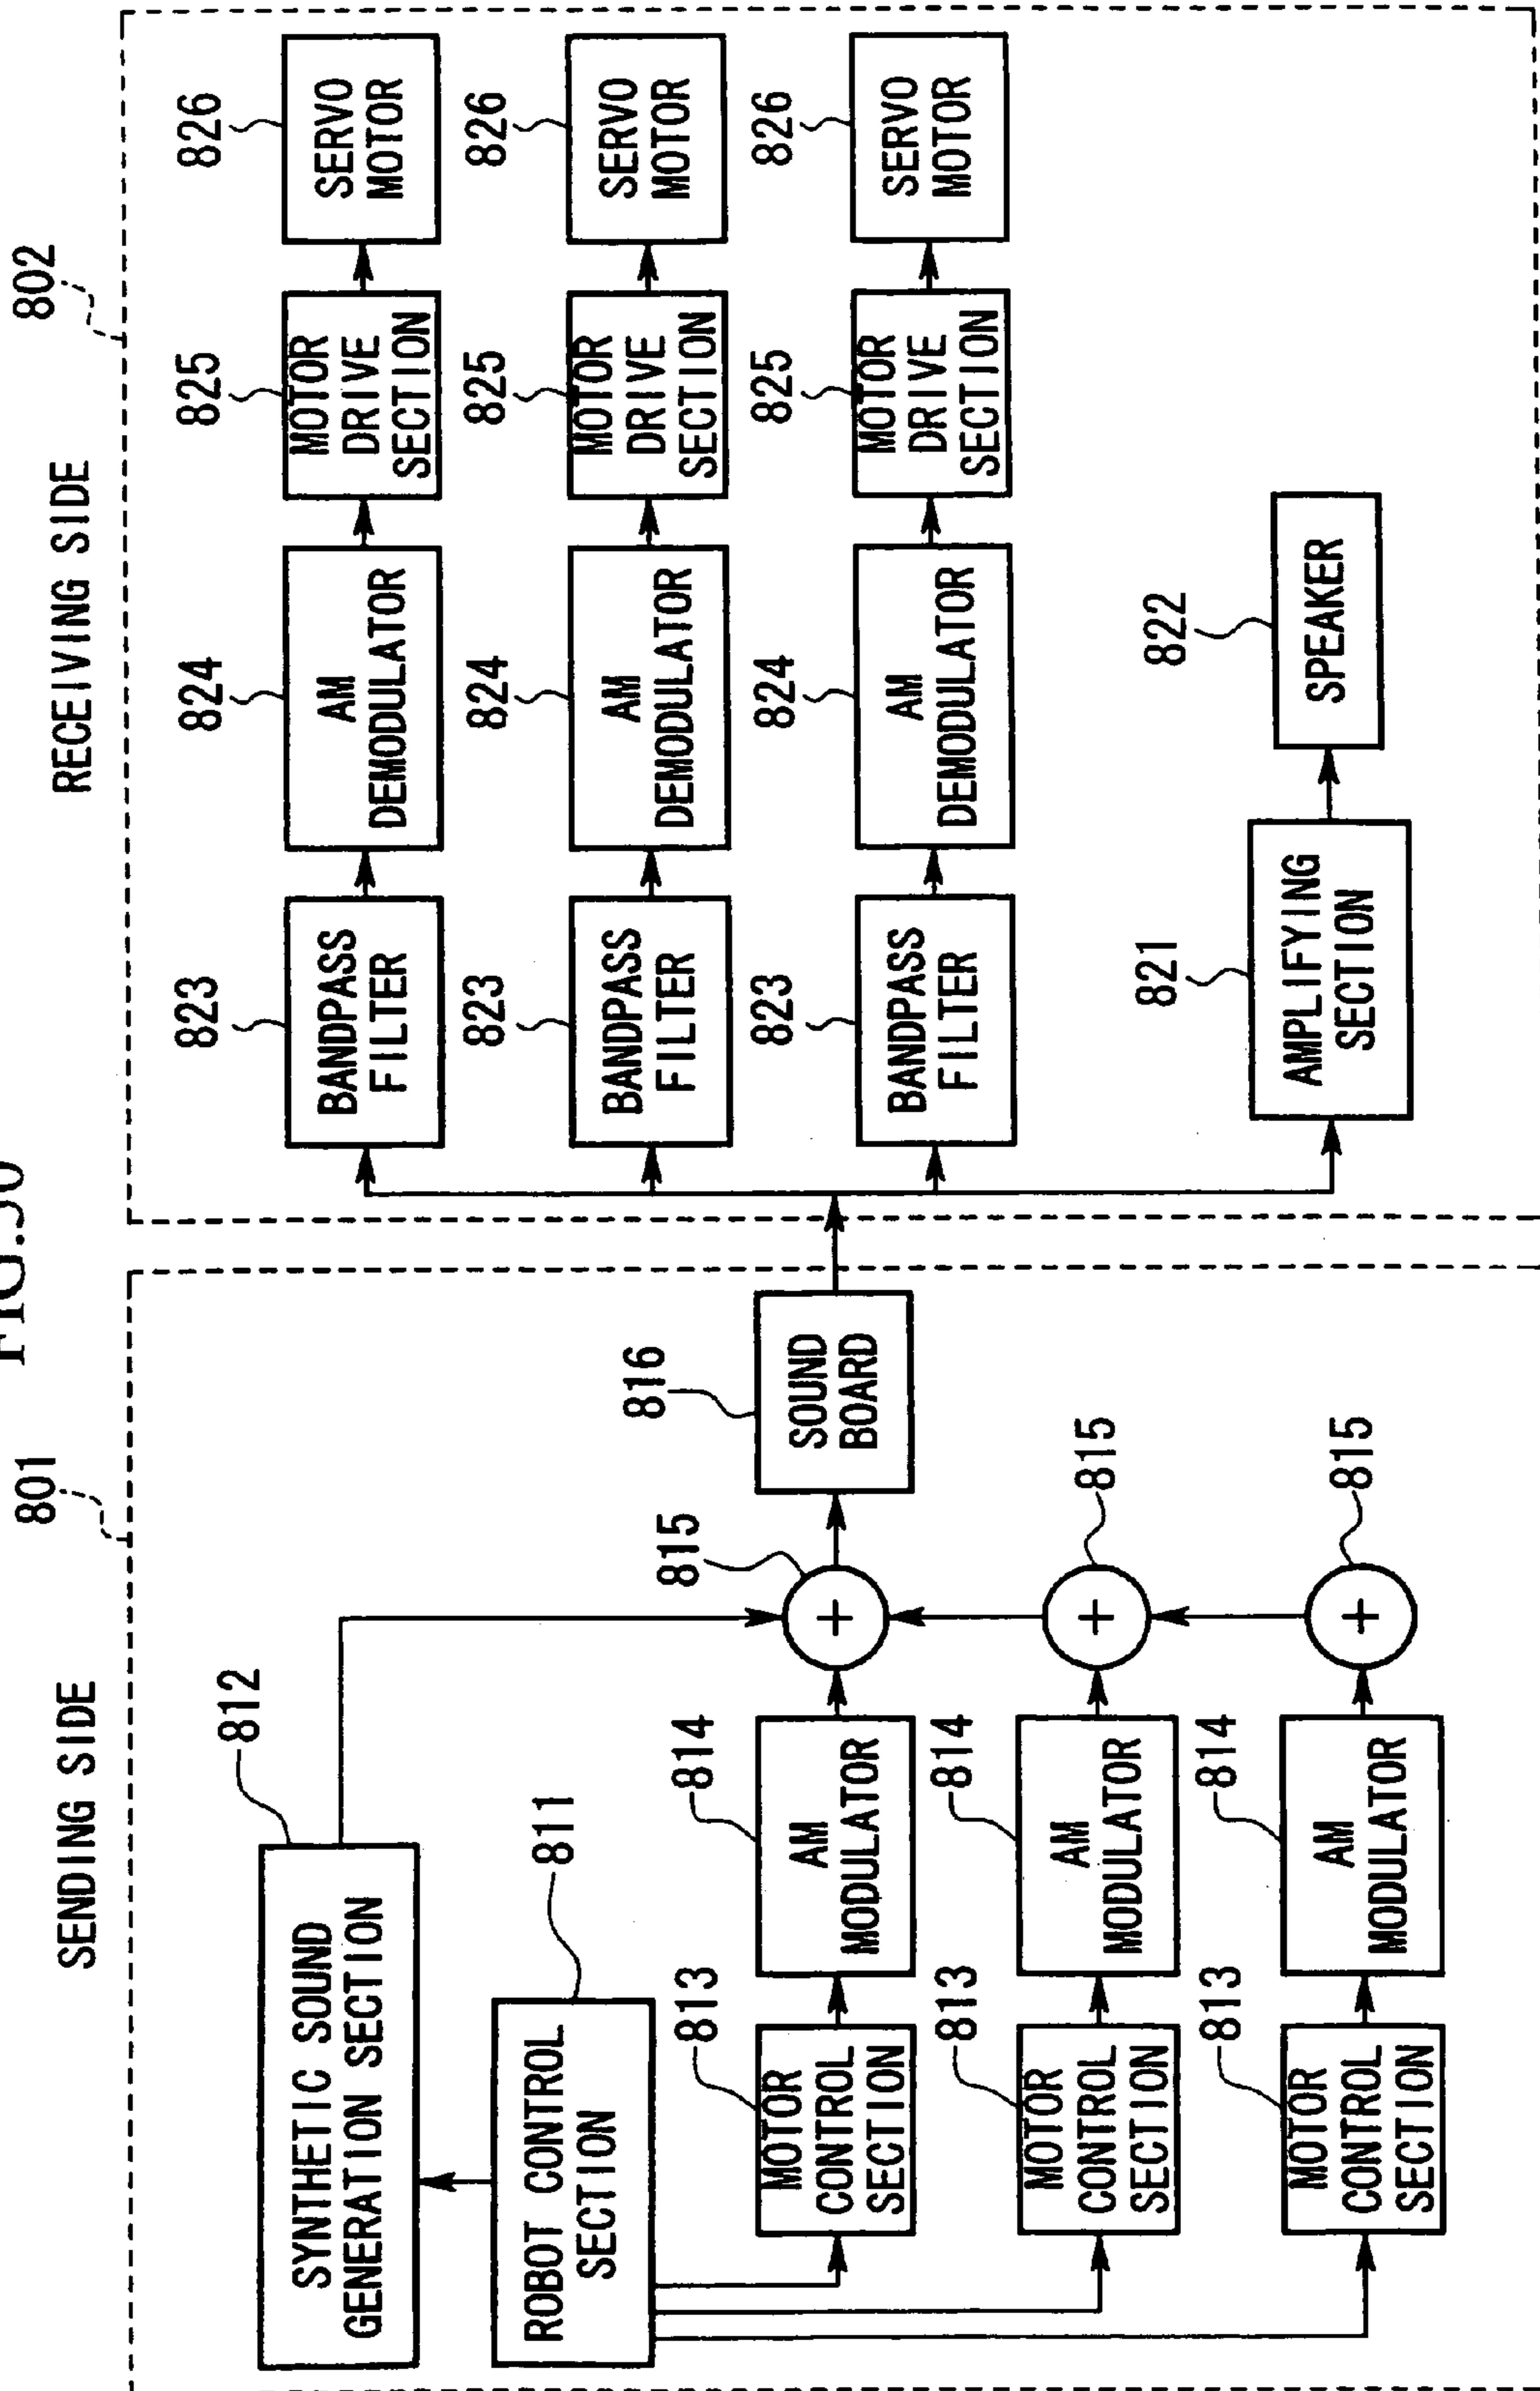 FIG.30
SENDING SIDE
801
SYNTHETIC SOUND
GENERATION SECTION
812
ROBOT CONTROL
SECTION
811
813
MOTOR
CONTROL
SECTION
814
AM
MODULATOR
815
+
816
SOUND
BOARD
813
MOTOR
CONTROL
SECTION
814
AM
MODULATOR
815
+
813
MOTOR
CONTROL
SECTION
814
AM
MODULATOR
815
+
RECEIVING SIDE
802
823
BANDPASS
FILTER
824
AM
DEMODULATOR
825
MOTOR
DRIVE
SECTION
826
SERVO
MOTOR
823
BANDPASS
FILTER
824
AM
DEMODULATOR
825
MOTOR
DRIVE
SECTION
826
SERVO
MOTOR
823
BANDPASS
FILTER
824
AM
DEMODULATOR
825
MOTOR
DRIVE
SECTION
826
SERVO
MOTOR
821
AMPLIFYING
SECTION
822
SPEAKER